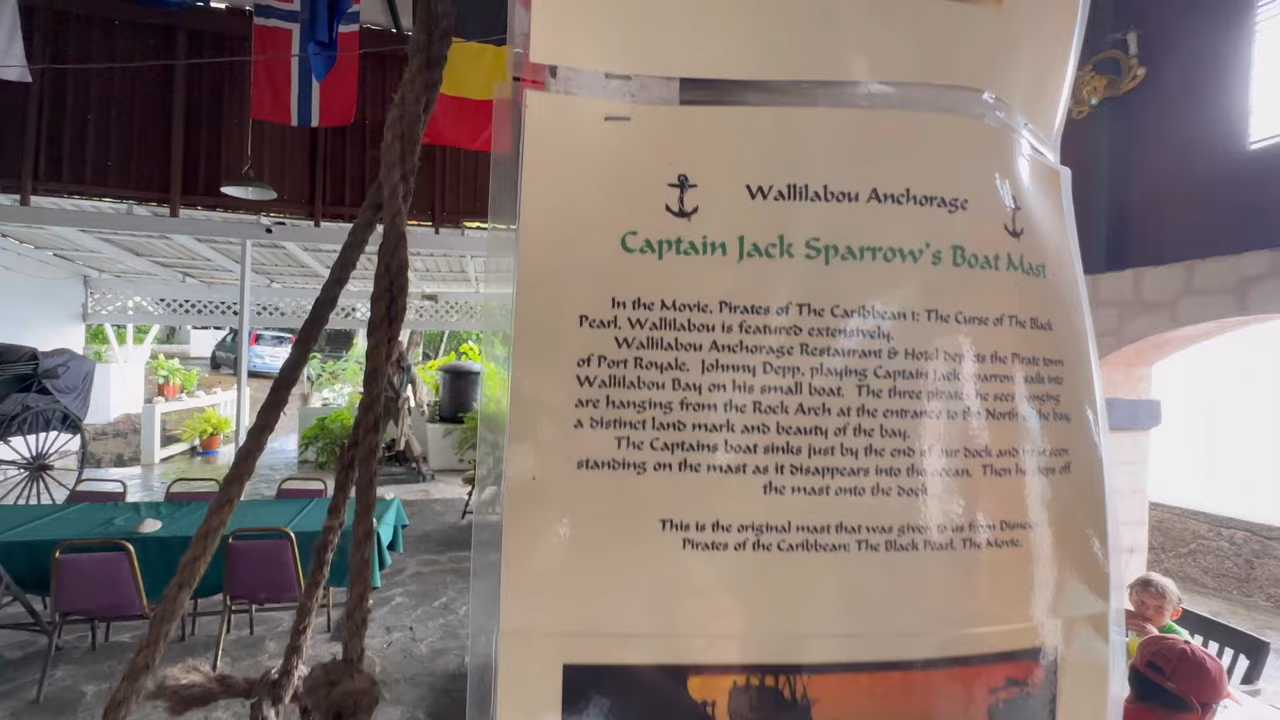 Wallilabou Anchorage
Captain Jack Sparrow's Boat Mast
In the Movie, Pirates of The Caribbean 1: The Curse of The Black
Pearl, Wallilabou is featured extensively.
Wallilabou Anchorage Restaurant & Hotel depicts the Pirate town
of Port Royale. Johnny Depp, playing Captain Jack Sparrow sails into
Wallilabou Bay on his small boat. The three pirates he sees hanging
are hanging from the Rock Arch at the entrance to the North the bay,
a distinct land mark and beauty of the bay.
The Captains boat sinks just by the end of our dock and seen
standing on the mast as it disappears into the ocean. Then he steps off
the mast onto the dock
This is the original mast that was given to us from Disney
Pirates of the Caribbean: The Black Pearl, The Movie.